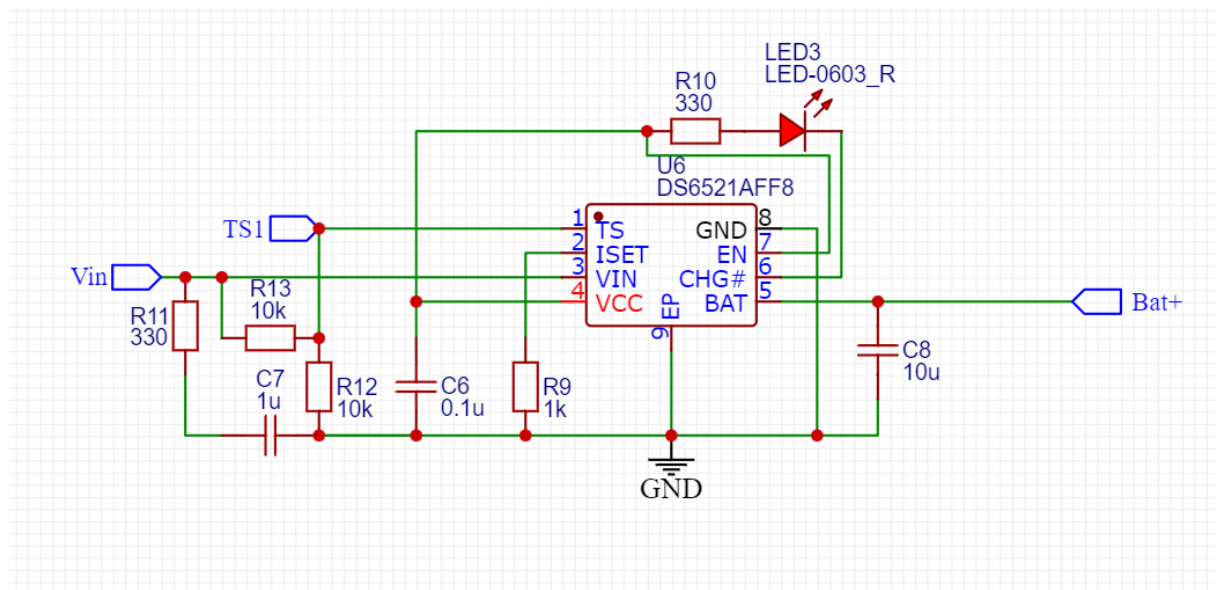 LED3
LED-0603_R
R10
330
U6
DS6521AFF8
TS1
1
TS
GND
8
2
ISET
EN
7
Vin
3
VIN
CHG#
6
4
VCC
EP
BAT
5
Bat+
9
R13
10k
R11
330
C7
1u
R12
10k
C6
0.1u
R9
1k
C8
10u
GND